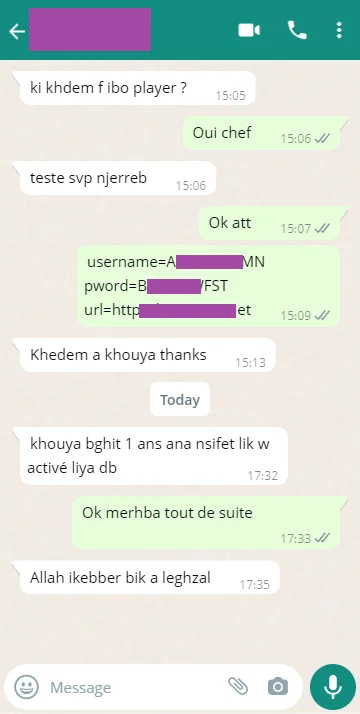 ki khdem f ibo player ?
15:05
Oui chef
15:06
teste svp njerreb
15:06
Ok att
15:07
username=A MN
pword=B /FST
url=http et
15:09
Khedem a khouya thanks
15:13
Today
khouya bghit 1 ans ana nsifet lik w
activé liya db
17:32
Ok merhba tout de suite
17:33
Allah ikebber bik a leghzal
17:35
Message